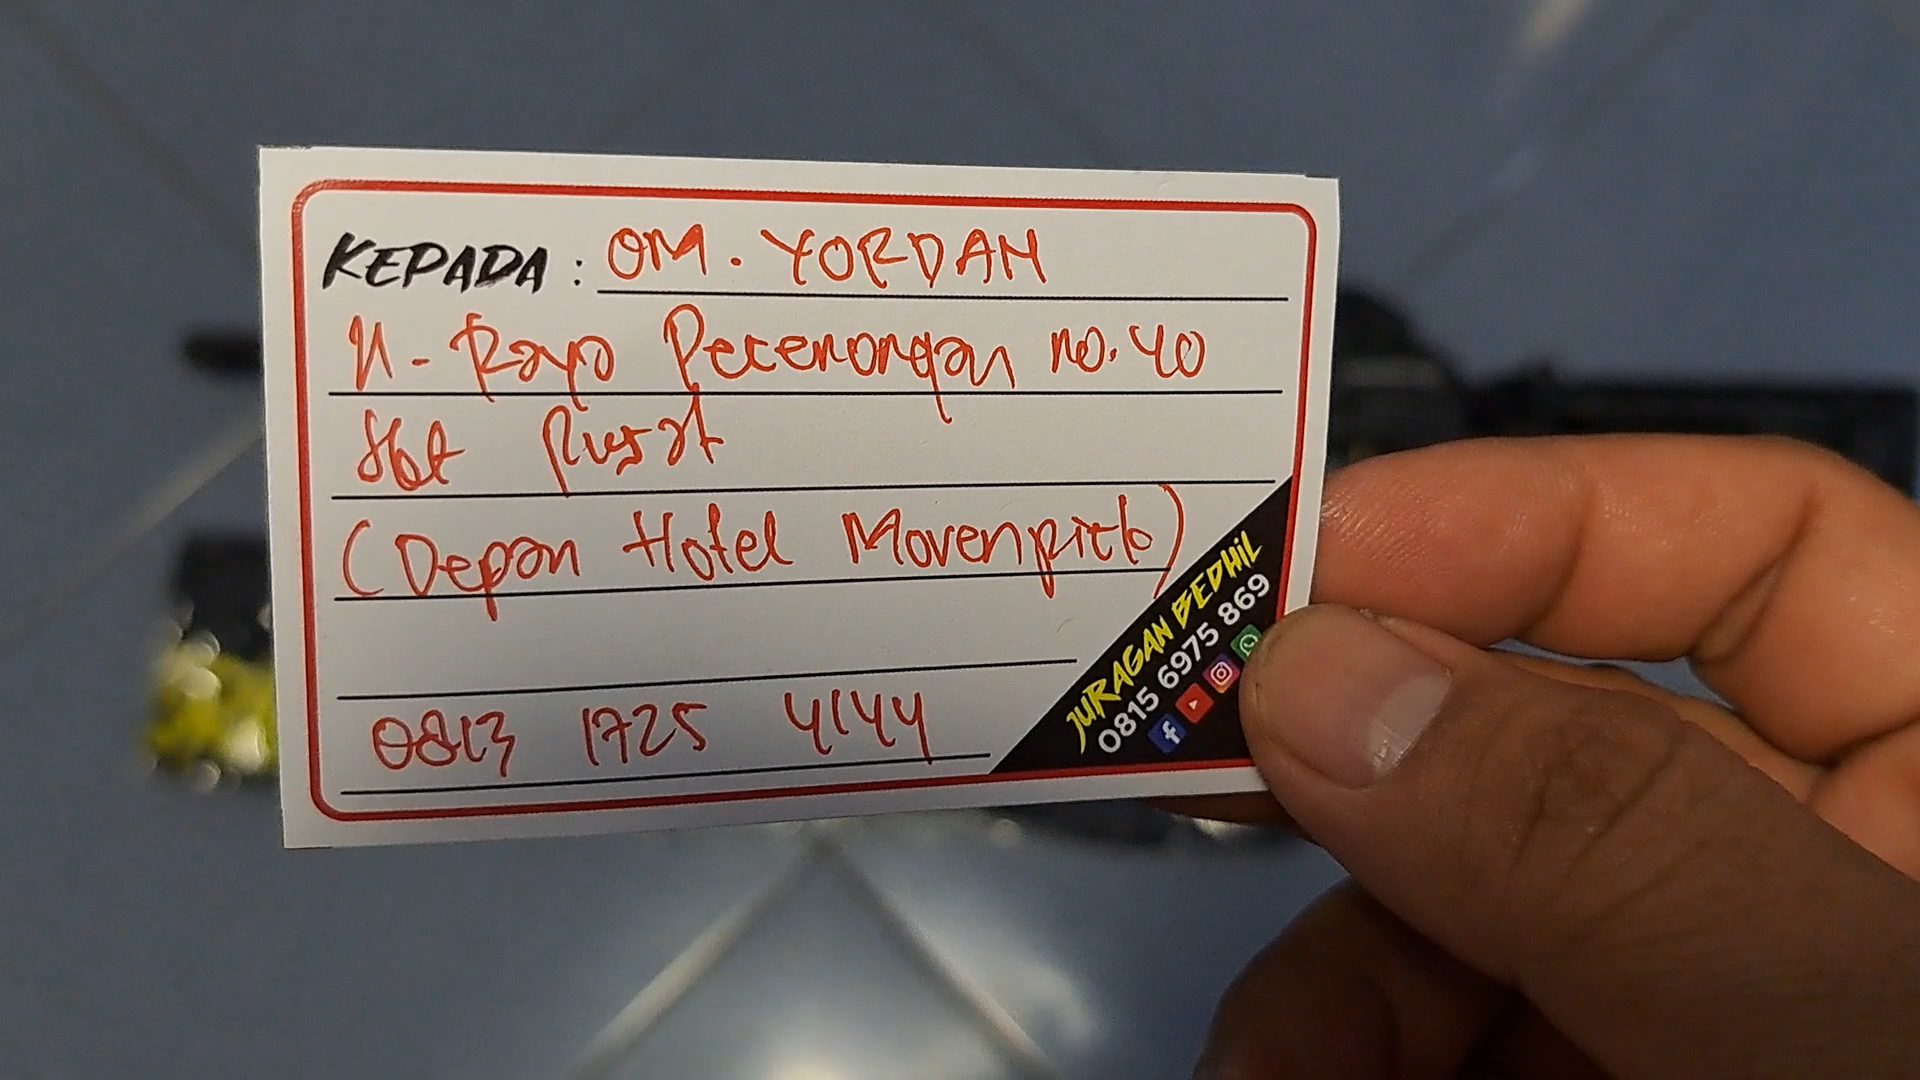 KEPADA : OM. YORDAN
Jl. Raya Pecenongan no. 40
Jkt Pusat
(Depan Hotel Movenpick)
0813 1725 4144
JURAGAN BEDHIL
0815 6975 869